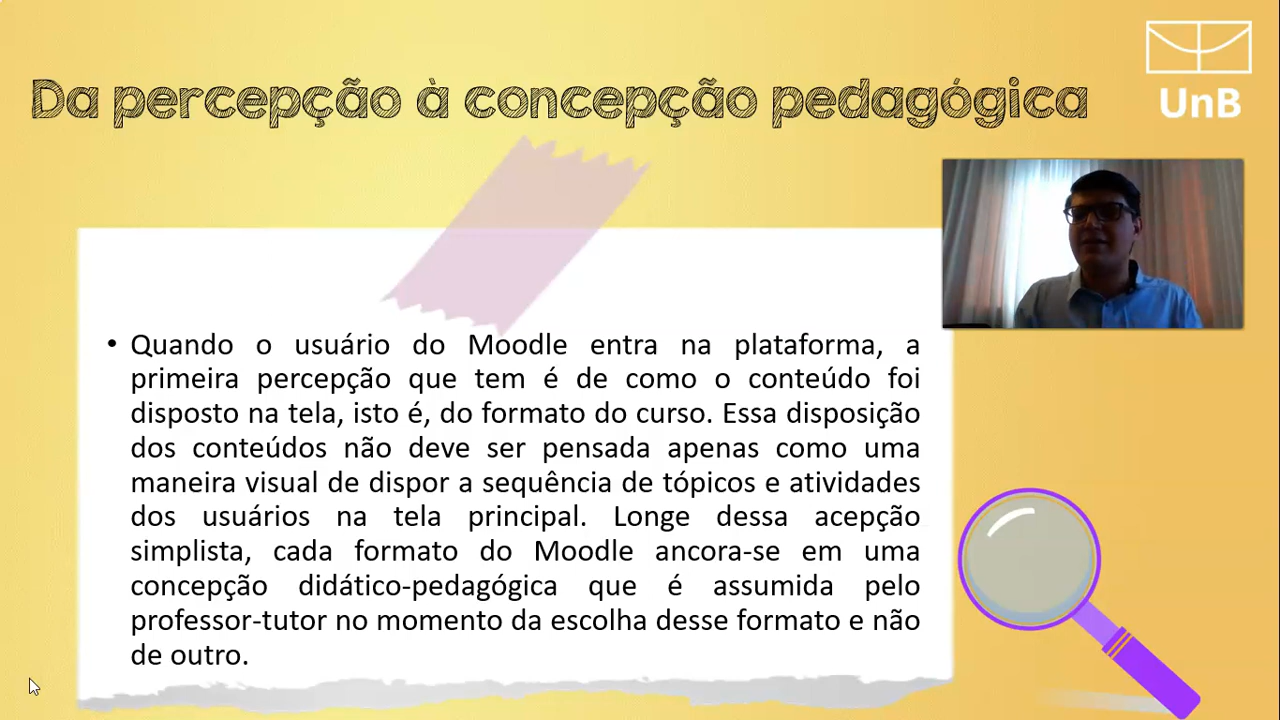 Da percepção à concepção pedagógica
UnB
• Quando o usuário do Moodle entra na plataforma, a
primeira percepção que tem é de como o conteúdo foi
disposto na tela, isto é, do formato do curso. Essa disposição
dos conteúdos não deve ser pensada apenas como uma
maneira visual de dispor a sequência de tópicos e atividades
dos usuários na tela principal. Longe dessa acepção
simplista, cada formato do Moodle ancora-se em uma
concepção didático-pedagógica que é assumida pelo
professor-tutor no momento da escolha desse formato e não
de outro.